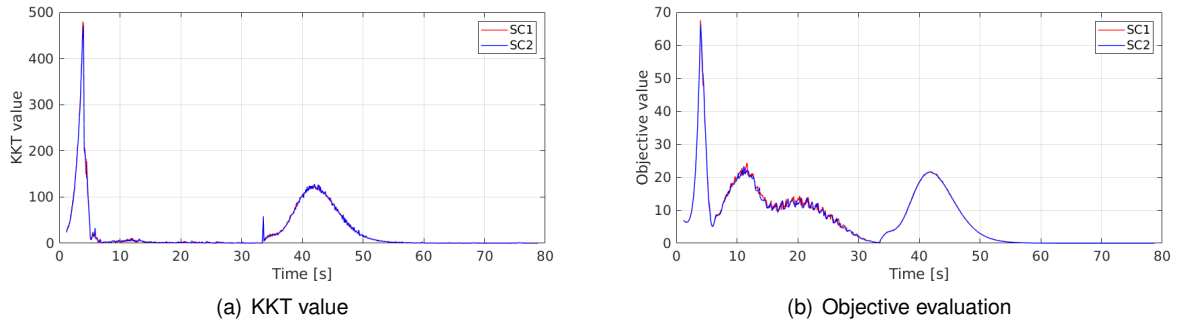 500
400
300
200
100
0
KKT value
0 10 20 30 40 50 60 70 80
Time [s]
SC1
SC2
(a) KKT value
70
60
50
40
30
20
10
0
Objective value
0 10 20 30 40 50 60 70 80
Time [s]
SC1
SC2
(b) Objective evaluation